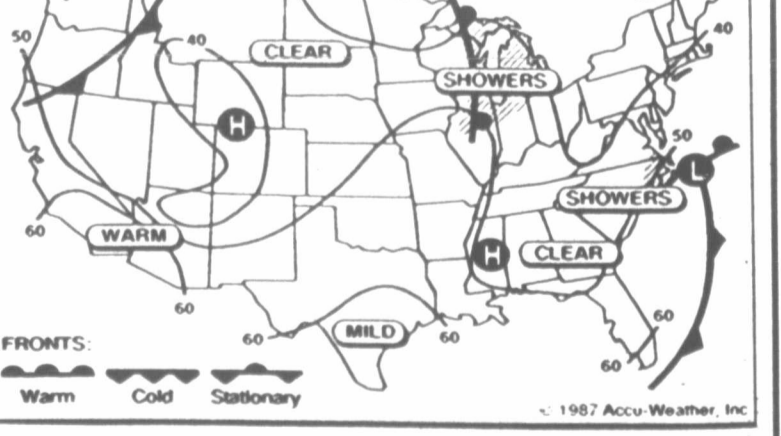 50
40
CLEAR
SHOWERS
40
50
H
L
SHOWERS
60
WARM
H
CLEAR
60
60
60
MILD
60
60
FRONTS:
Warm
Cold
Stationary
© 1987 Accu-Weather, Inc